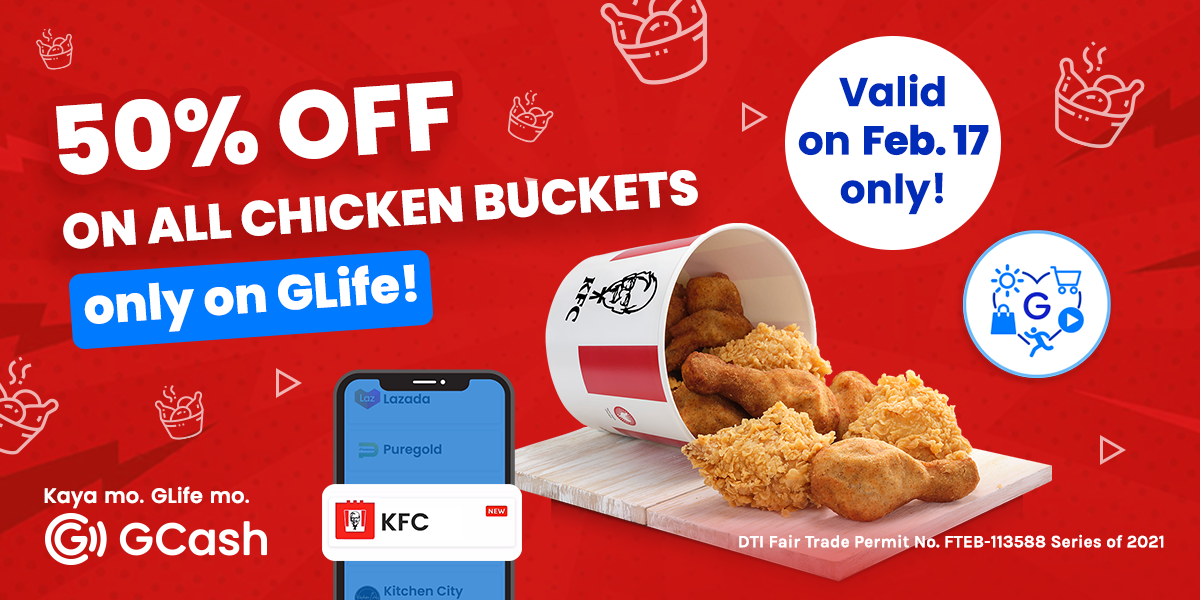 50% OFF
ON ALL CHICKEN BUCKETS
only on GLife!
Valid
on Feb. 17
only!
G
KFC
Laz Lazada
Puregold
KFC
NEW
Kitchen City
Kaya mo. GLife mo.
GCash
DTI Fair Trade Permit No. FTEB-113588 Series of 2021